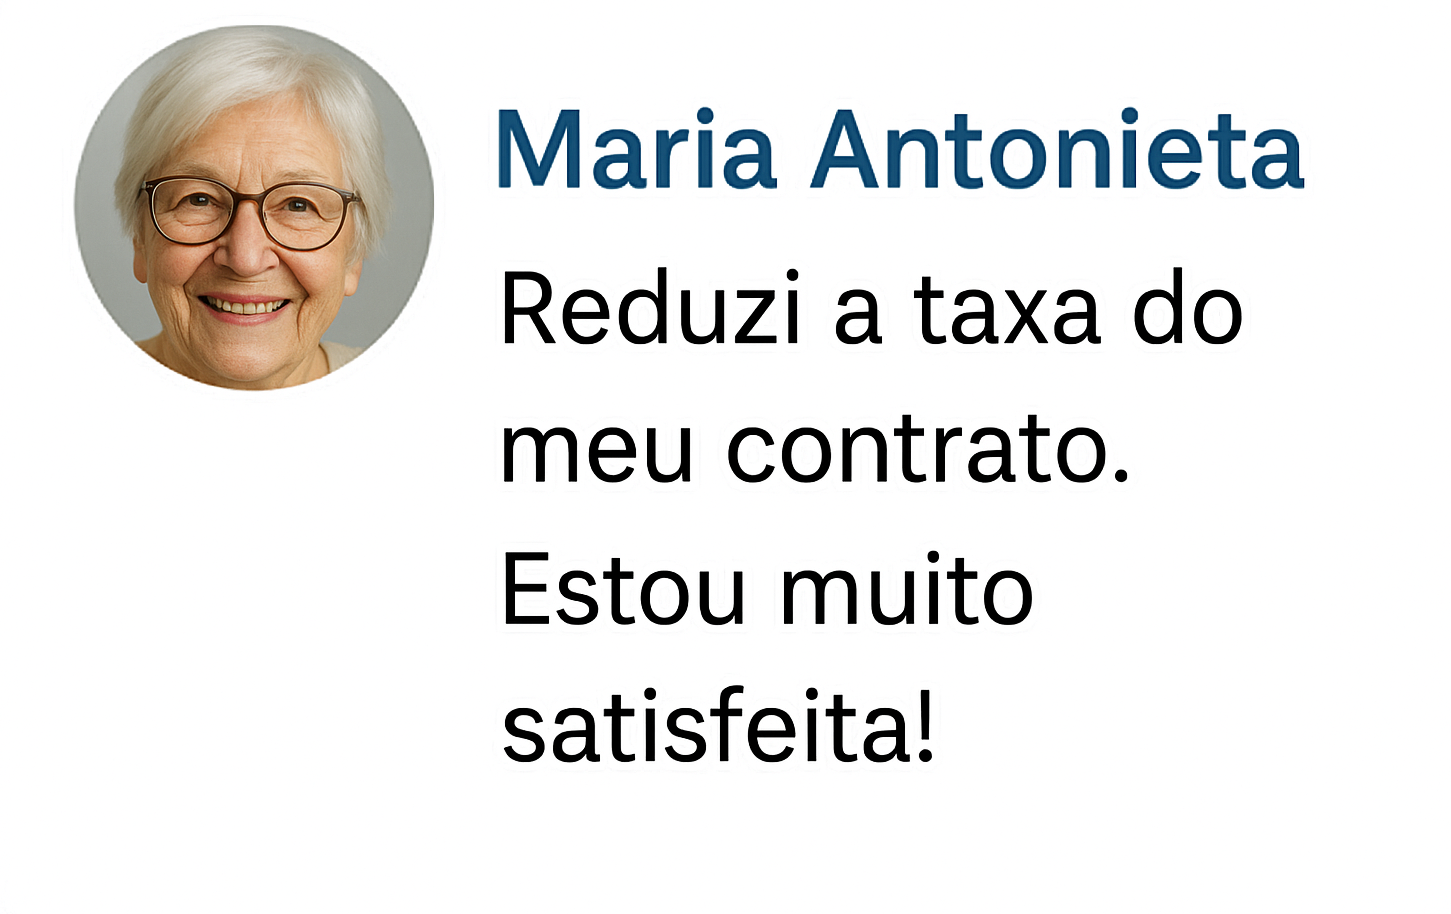 Maria Antonieta
Reduzi a taxa do
meu contrato.
Estou muito
satisfeita!